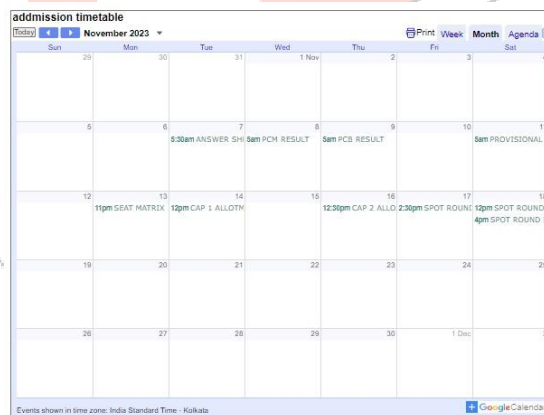 addmission timetable
Today November 2023 Print Week Month Agenda
Sun Mon Tue Wed Thu Fri Sat
29 30 31 1 Nov 2 3
5 6 7 8 9 10
5:30am ANSWER SH 5am PCM RESULT 5am PCB RESULT 5am PROVISIONAL
12 13 14 15 16 17
11pm SEAT MATRIX 12pm CAP 1 ALLOTM 12:30pm CAP 2 ALLO 2:30pm SPOT ROUN 12pm SPOT ROUND
4pm SPOT ROUND
19 20 21 22 23 24
26 27 28 29 30 1 Dec
Events shown in time zone: India Standard Time - Kolkata
GoogleCalenda